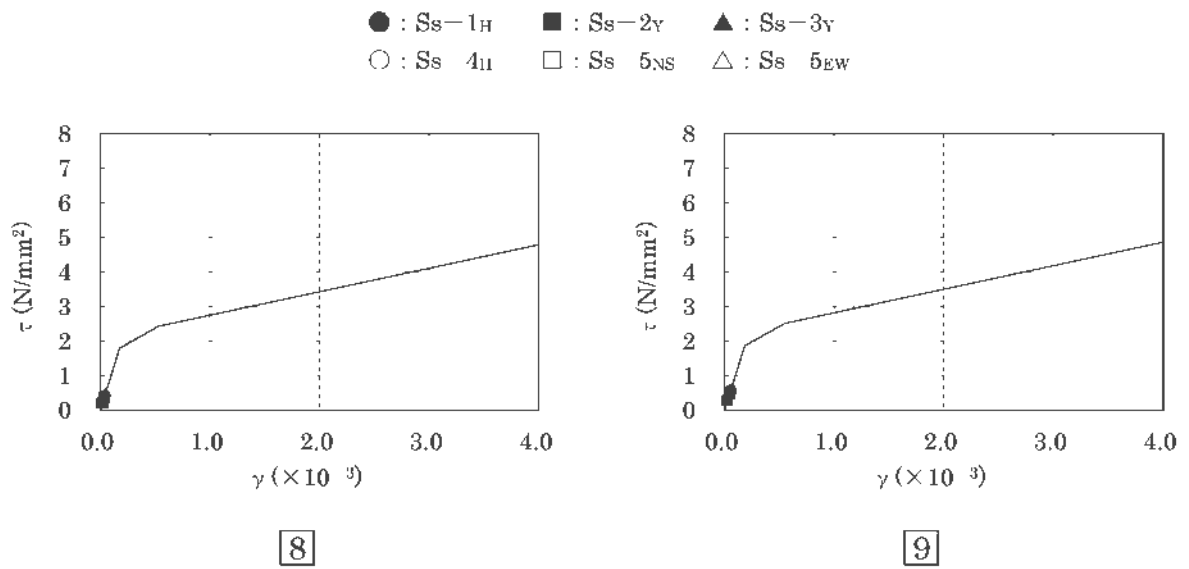 ● : Ss−1H ■ : Ss−2Y ▲ : Ss−3Y
○ : Ss 4H □ : Ss 5NS △ : Ss 5EW
8 8
7 7
6 6
5 5
4 4
3 3
2 2
1 1
0 0
τ (N/mm²) τ (N/mm²)
0.0 1.0 2.0 3.0 4.0 0.0 1.0 2.0 3.0 4.0
γ (×10 ³) γ (×10 ³)
8 9